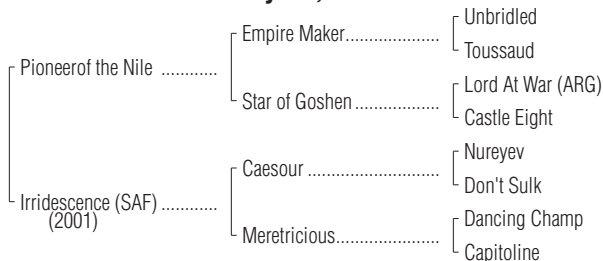 Unbridled
Empire Maker....................
Toussaud
Pioneerof the Nile ............
Lord At War (ARG)
Star of Goshen ..................
Castle Eight
Nureyev
Caesour ............................
Don't Sulk
Irridescence (SAF) ............
(2001)
Dancing Champ
Meretricious......................
Capitoline